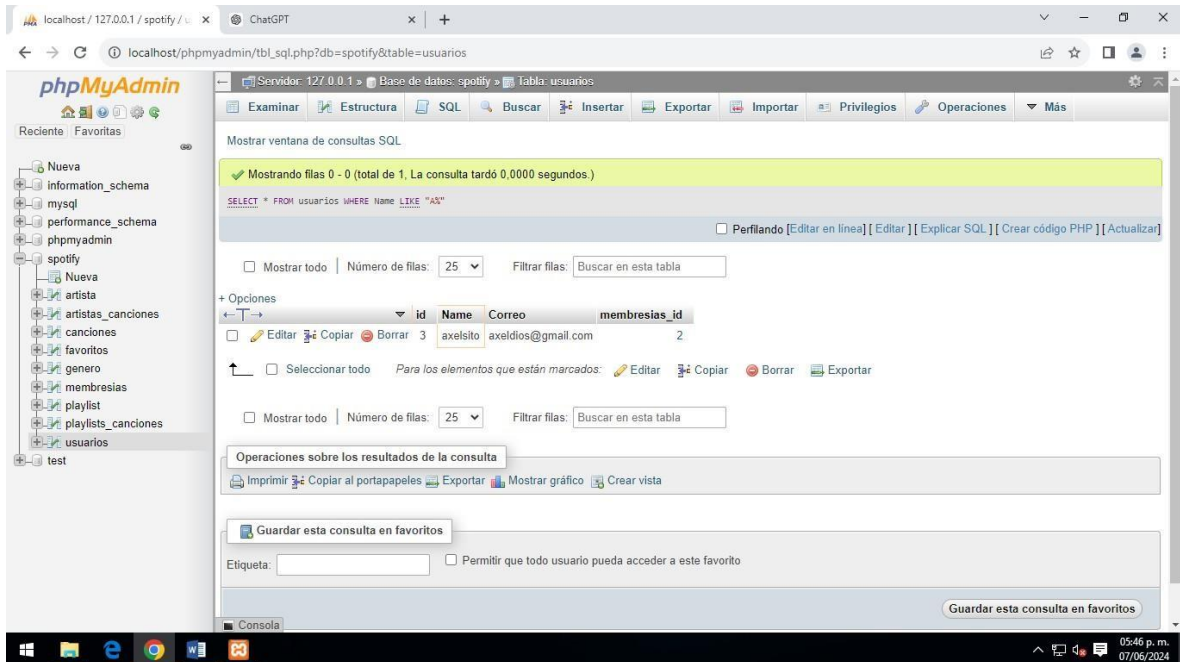 localhost / 127.0.0.1 / spotify / u
ChatGPT
localhost/phpmyadmin/tbl_sql.php?db=spotify&table=usuarios
phpMyAdmin
Reciente Favoritas
Nueva
information_schema
mysql
performance_schema
phpmyadmin
spotify
Nueva
artista
artistas_canciones
canciones
favoritos
genero
membresias
playlist
playlists_canciones
usuarios
test
Servidor: 127.0.0.1 » Base de datos: spotify » Tabla: usuarios
Examinar Estructura SQL Buscar Insertar Exportar Importar Privilegios Operaciones Más
Mostrar ventana de consultas SQL
Mostrando filas 0 - 0 (total de 1, La consulta tardó 0,0000 segundos.)
SELECT * FROM usuarios WHERE Name LIKE "A%"
Perfilando [Editar en línea] [ Editar ] [ Explicar SQL ] [ Crear código PHP ] [ Actualizar]
Mostrar todo | Número de filas: 25 Filtrar filas: Buscar en esta tabla
+ Opciones
←T→ id Name Correo membresias_id
Editar Copiar Borrar 3 axelsito axeldios@gmail.com 2
Seleccionar todo Para los elementos que están marcados: Editar Copiar Borrar Exportar
Mostrar todo | Número de filas: 25 Filtrar filas: Buscar en esta tabla
Operaciones sobre los resultados de la consulta
Imprimir Copiar al portapapeles Exportar Mostrar gráfico Crear vista
Guardar esta consulta en favoritos
Etiqueta: Permitir que todo usuario pueda acceder a este favorito
Guardar esta consulta en favoritos
Consola
05:46 p. m.
07/06/2024